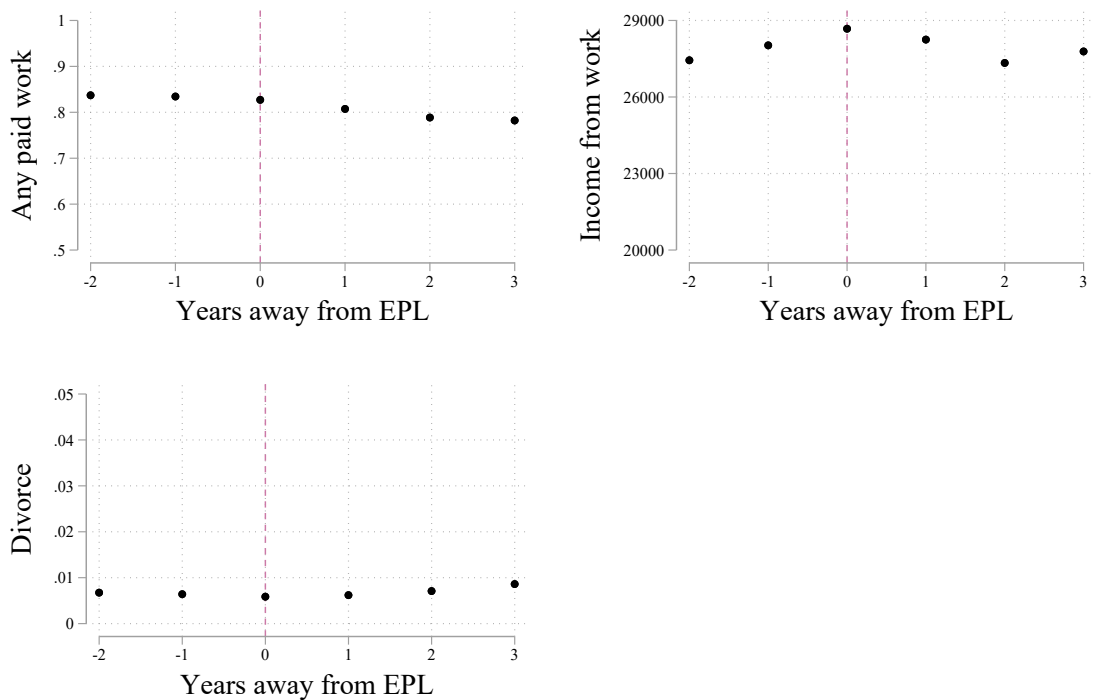 Any paid work
1
.9
.8
.7
.6
.5
-2 -1 0 1 2 3
Years away from EPL
Income from work
29000
26000
23000
20000
-2 -1 0 1 2 3
Years away from EPL
Divorce
.05
.04
.03
.02
.01
0
-2 -1 0 1 2 3
Years away from EPL